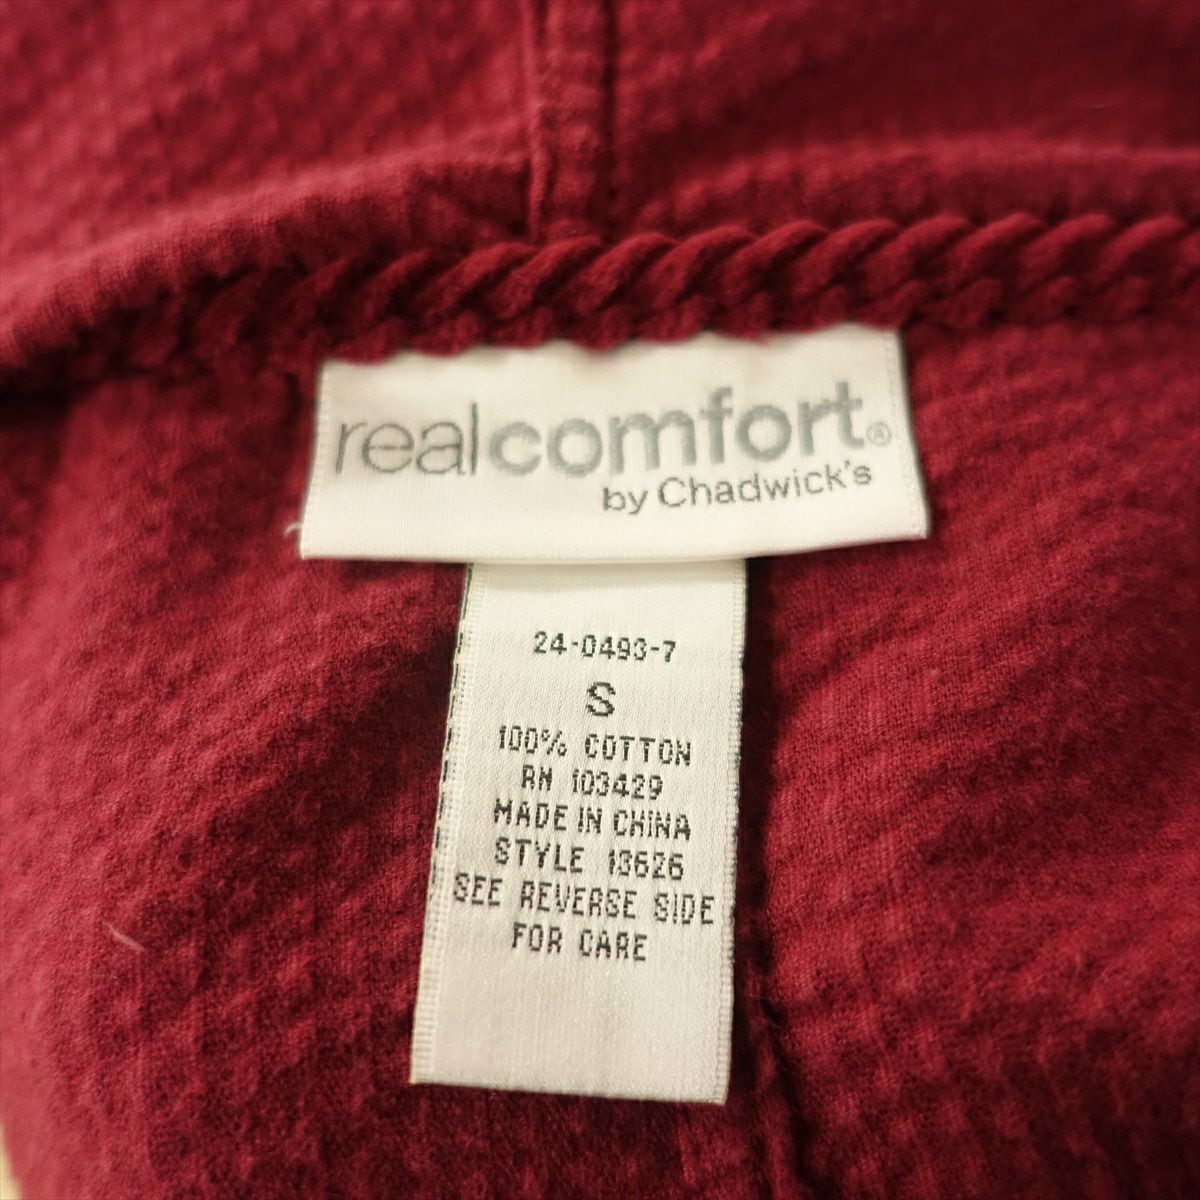 realcomfort®
by Chadwick's
24-0493-7
S
100% COTTON
RN 103429
MADE IN CHINA
STYLE 13626
SEE REVERSE SIDE
FOR CARE